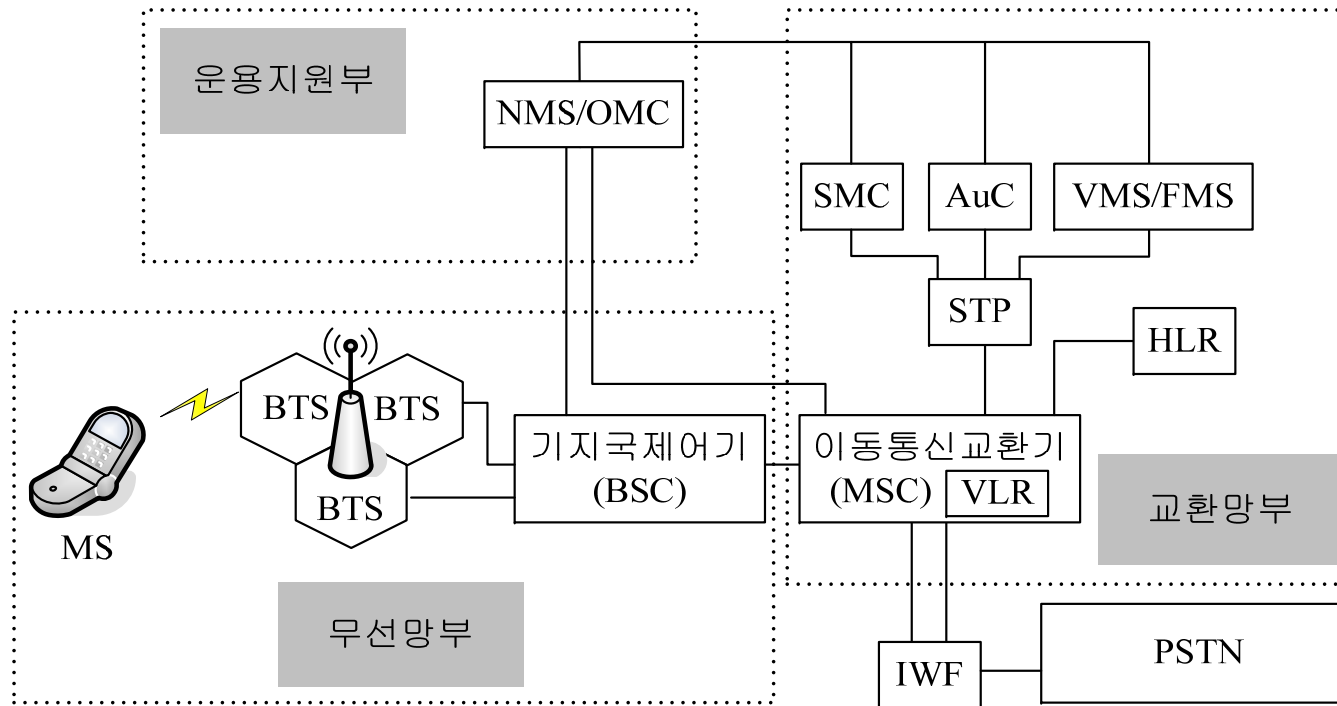 운용지원부
NMS/OMC
SMC
AuC
VMS/FMS
STP
HLR
BTS
BTS
BTS
MS
기지국제어기
(BSC)
이동통신교환기
(MSC)
VLR
교환망부
무선망부
IWF
PSTN